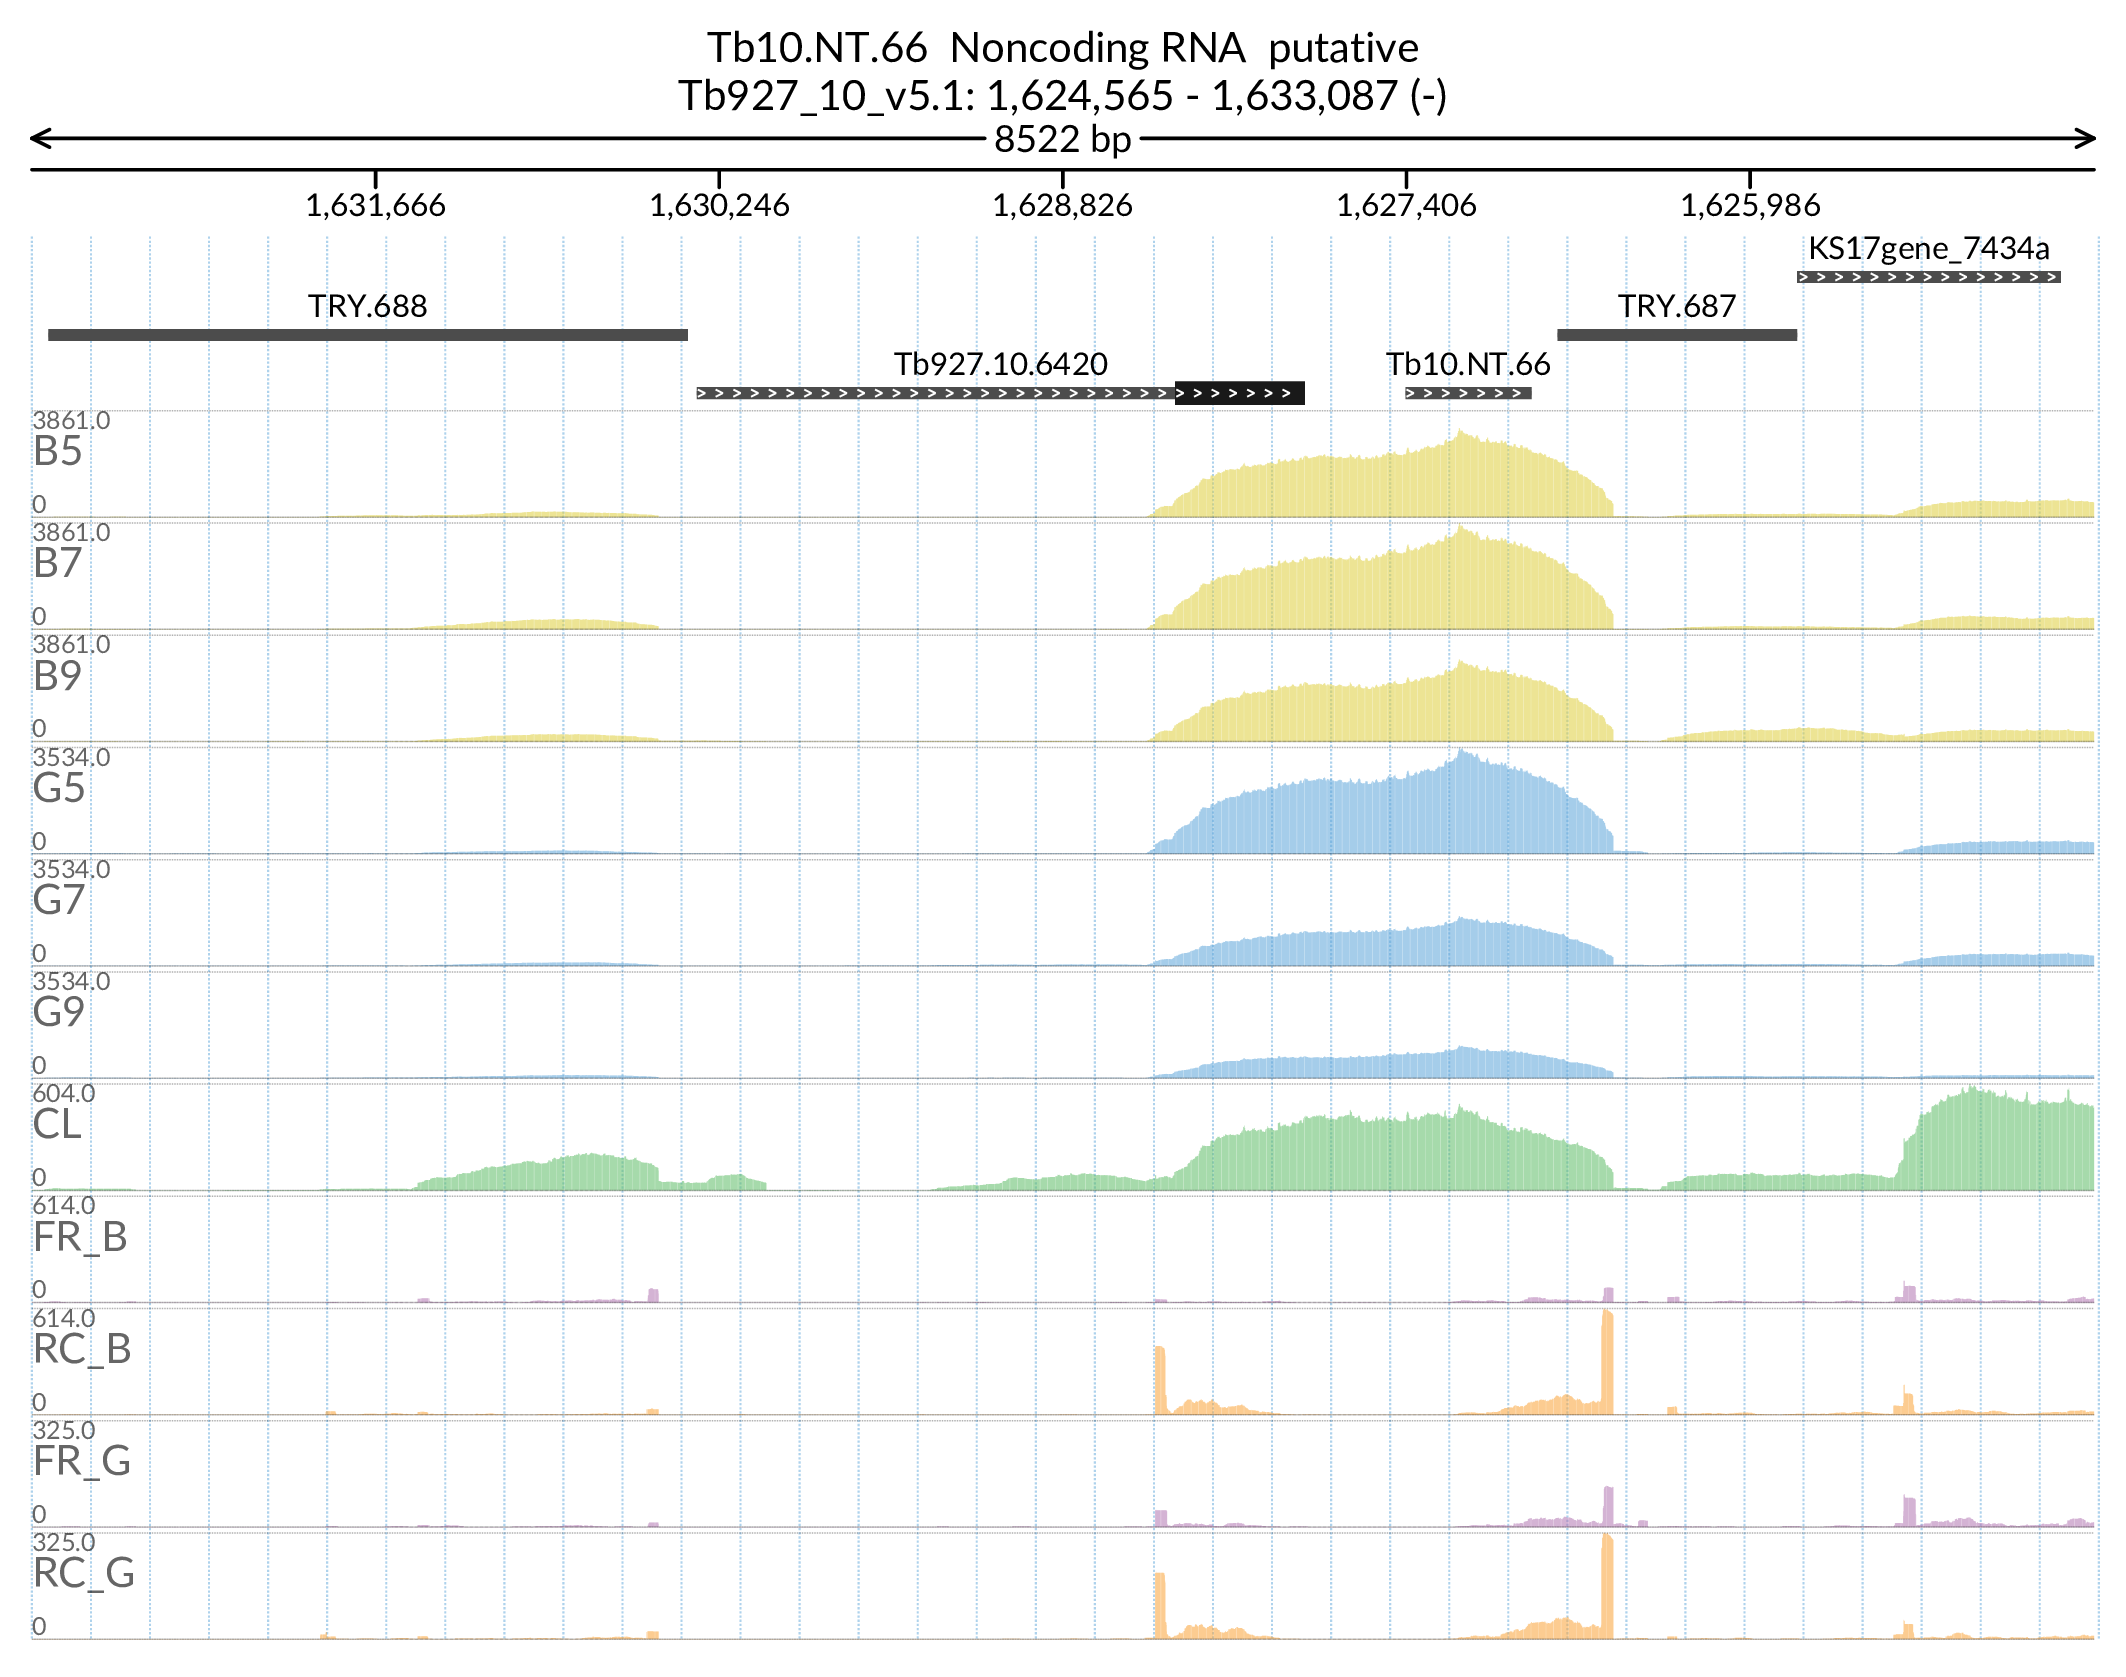 Tb10.NT.66 Noncoding RNA putative
Tb927_10_v5.1: 1,624,565 - 1,633,087 (-)
8522 bp
1,631,666 1,630,246 1,628,826 1,627,406 1,625,986
KS17gene_7434a
TRY.688 TRY.687
Tb927.10.6420 Tb10.NT.66
3861.0
B5
0
3861.0
B7
0
3861.0
B9
0
3534.0
G5
0
3534.0
G7
0
3534.0
G9
0
604.0
CL
0
614.0
FR_B
0
614.0
RC_B
0
325.0
FR_G
0
325.0
RC_G
0